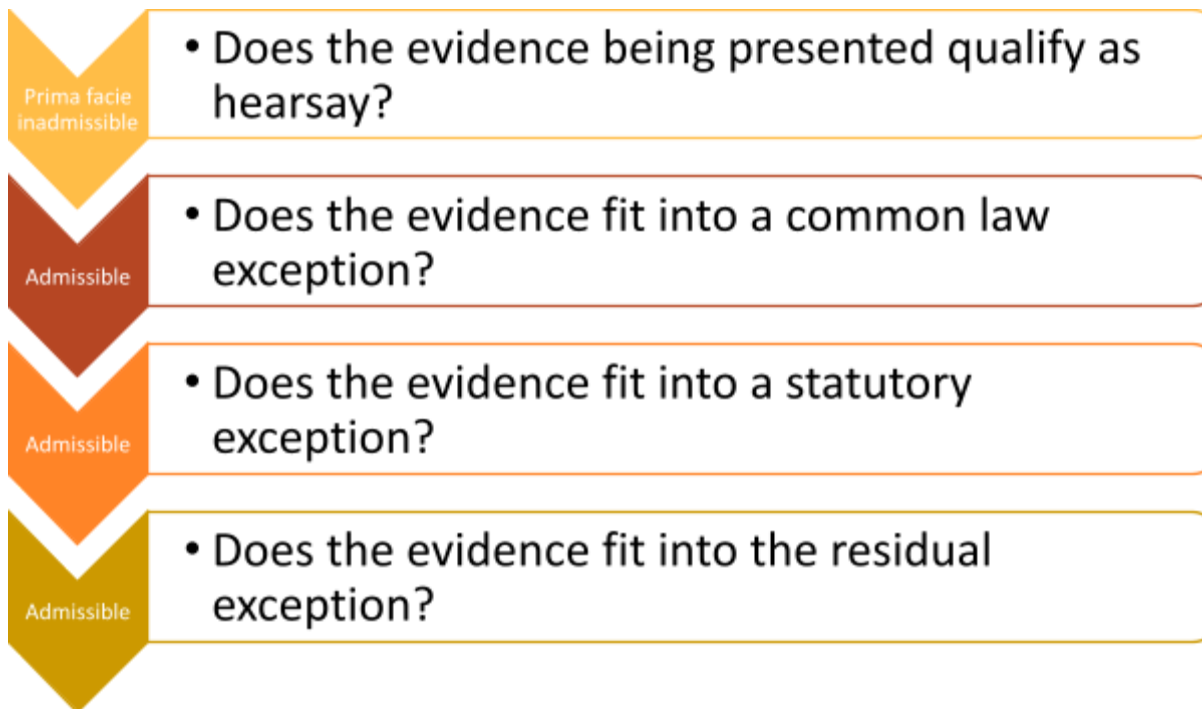 • Does the evidence being presented qualify as
hearsay?
Prima facie
inadmissible
• Does the evidence fit into a common law
exception?
Admissible
• Does the evidence fit into a statutory
exception?
Admissible
• Does the evidence fit into the residual
exception?
Admissible